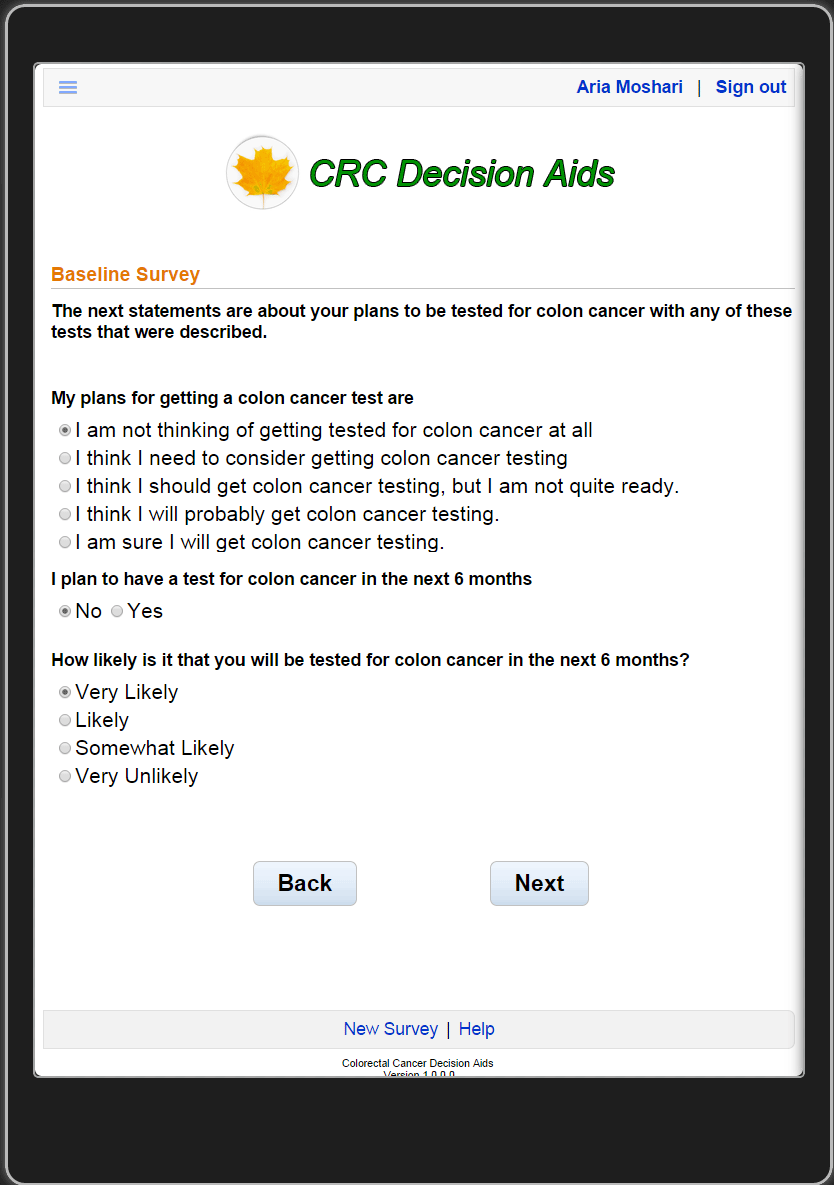 Aria Moshari | Sign out
CRC Decision Aids
Baseline Survey
The next statements are about your plans to be tested for colon cancer with any of these
tests that were described.
My plans for getting a colon cancer test are
I am not thinking of getting tested for colon cancer at all
I think I need to consider getting colon cancer testing
I think I should get colon cancer testing, but I am not quite ready.
I think I will probably get colon cancer testing.
I am sure I will get colon cancer testing.
I plan to have a test for colon cancer in the next 6 months
No Yes
How likely is it that you will be tested for colon cancer in the next 6 months?
Very Likely
Likely
Somewhat Likely
Very Unlikely
Back Next
New Survey | Help
Colorectal Cancer Decision Aids
Version 1.0.0.0